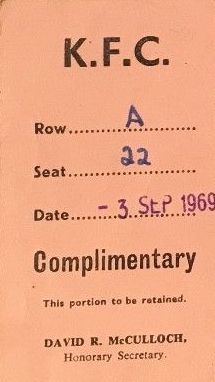 K.F.C.
Row.......A..........
Seat.......22.........
Date.....- 3. SEP 1969
Complimentary
This portion to be retained.
DAVID R. McCULLOCH,
Honorary Secretary.